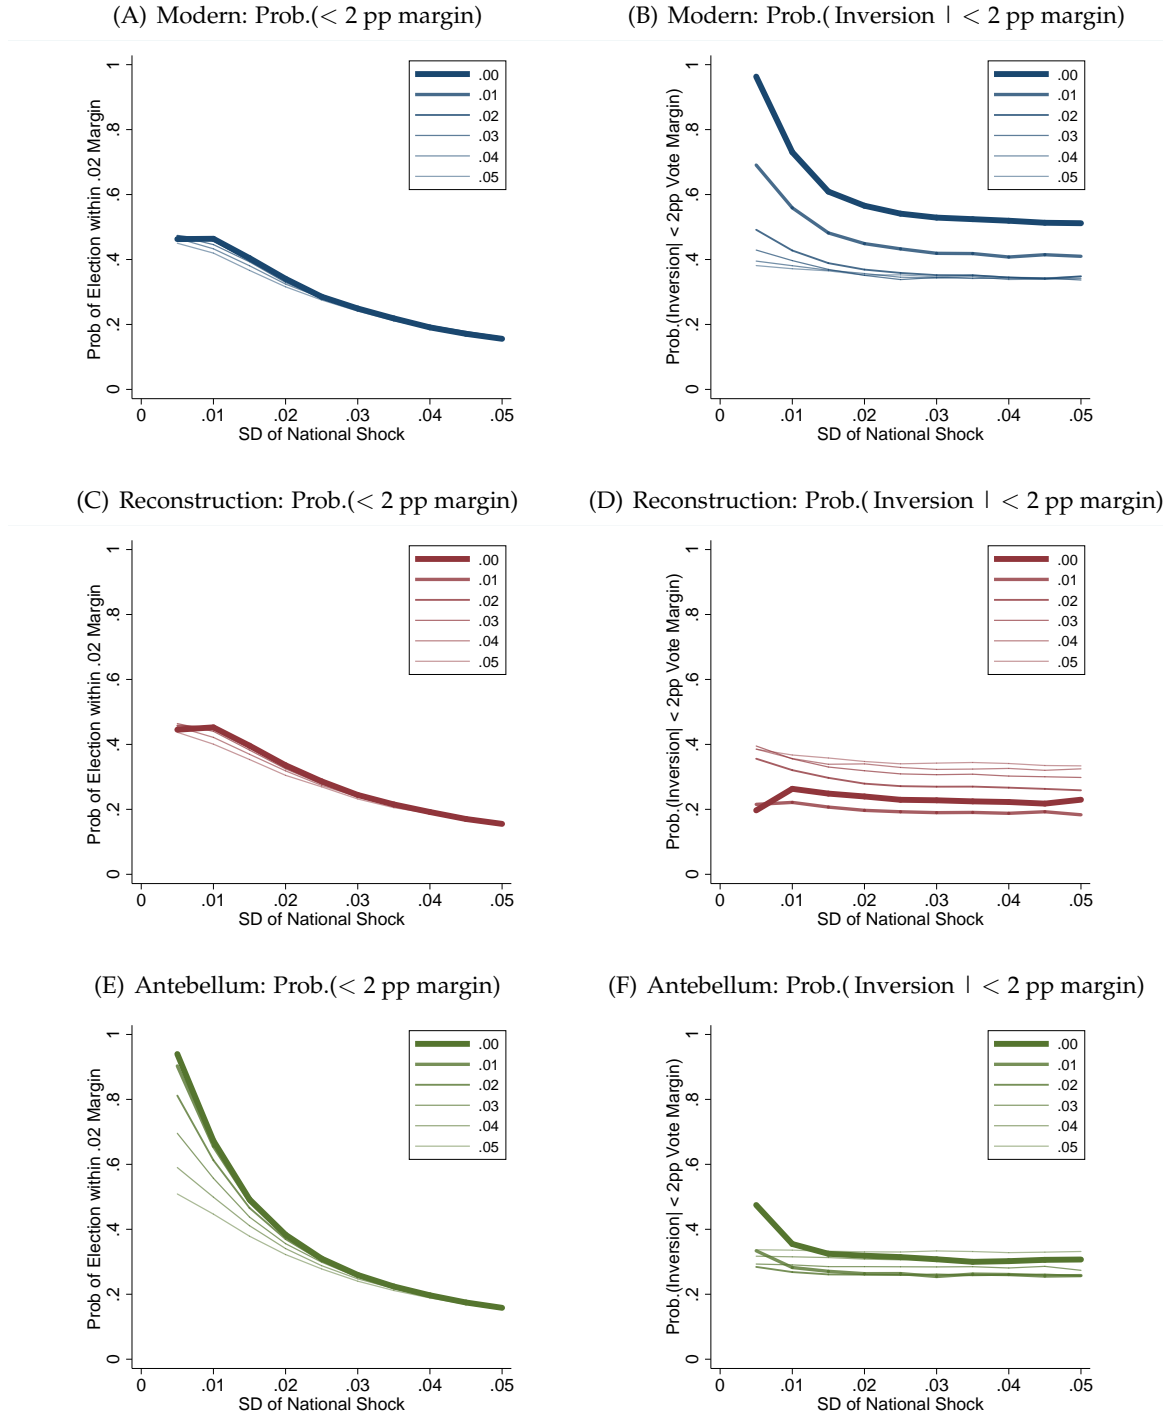 (A) Modern: Prob.(< 2 pp margin)
Prob of Election within .02 Margin
0 .2 .4 .6 .8 1
.00
.01
.02
.03
.04
.05
0 .01 .02 .03 .04 .05
SD of National Shock
(B) Modern: Prob.( Inversion | < 2 pp margin)
Prob.(Inversion| < 2pp Vote Margin)
0 .2 .4 .6 .8 1
.00
.01
.02
.03
.04
.05
0 .01 .02 .03 .04 .05
SD of National Shock
(C) Reconstruction: Prob.(< 2 pp margin)
Prob of Election within .02 Margin
0 .2 .4 .6 .8 1
.00
.01
.02
.03
.04
.05
0 .01 .02 .03 .04 .05
SD of National Shock
(D) Reconstruction: Prob.( Inversion | < 2 pp margin)
Prob.(Inversion| < 2pp Vote Margin)
0 .2 .4 .6 .8 1
.00
.01
.02
.03
.04
.05
0 .01 .02 .03 .04 .05
SD of National Shock
(E) Antebellum: Prob.(< 2 pp margin)
Prob of Election within .02 Margin
0 .2 .4 .6 .8 1
.00
.01
.02
.03
.04
.05
0 .01 .02 .03 .04 .05
SD of National Shock
(F) Antebellum: Prob.( Inversion | < 2 pp margin)
Prob.(Inversion| < 2pp Vote Margin)
0 .2 .4 .6 .8 1
.00
.01
.02
.03
.04
.05
0 .01 .02 .03 .04 .05
SD of National Shock